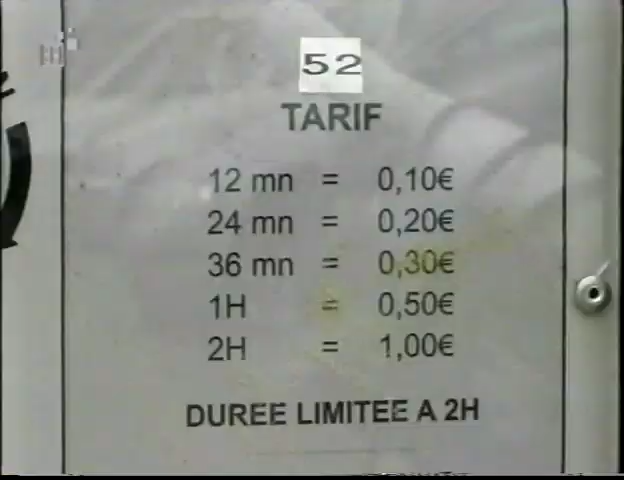 52
TARIF
12 mn = 0,10€
24 mn = 0,20€
36 mn = 0,30€
1H = 0,50€
2H = 1,00€
DUREE LIMITEE A 2H